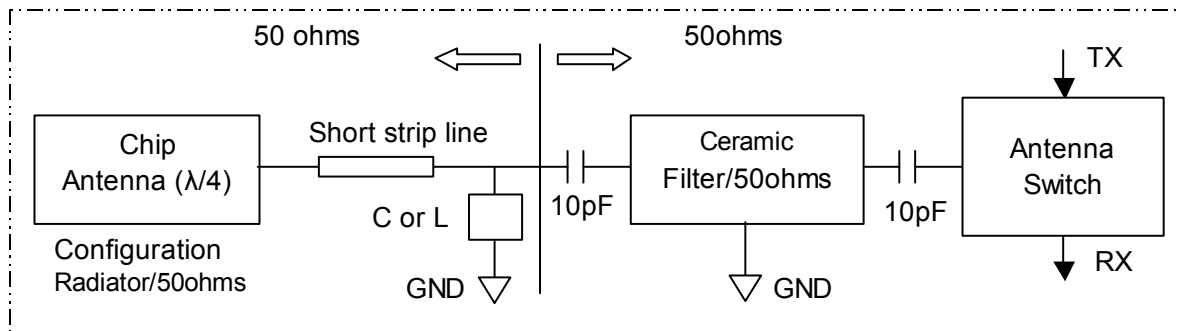 50 ohms
50ohms
TX
Chip
Antenna (λ/4)
Short strip line
Ceramic
Filter/50ohms
Antenna
Switch
C or L
10pF
10pF
Configuration
Radiator/50ohms
GND
GND
RX